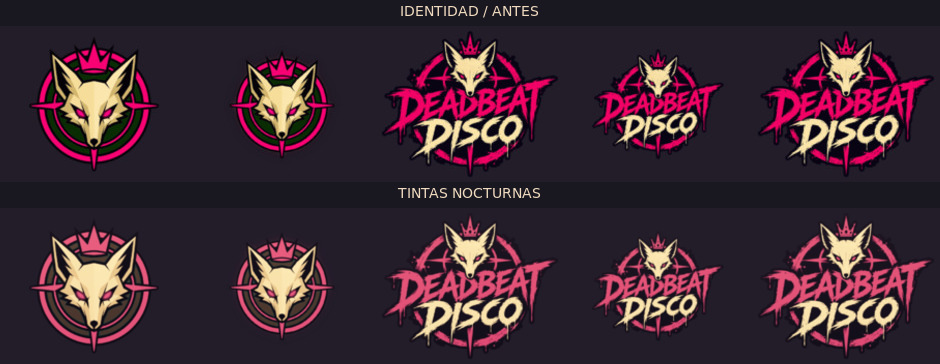 IDENTIDAD / ANTES
DEADBEAT
DISCO
DEADBEAT
DISCO
DEADBEAT
DISCO
TINTAS NOCTURNAS
DEADBEAT
DISCO
DEADBEAT
DISCO
DEADBEAT
DISCO